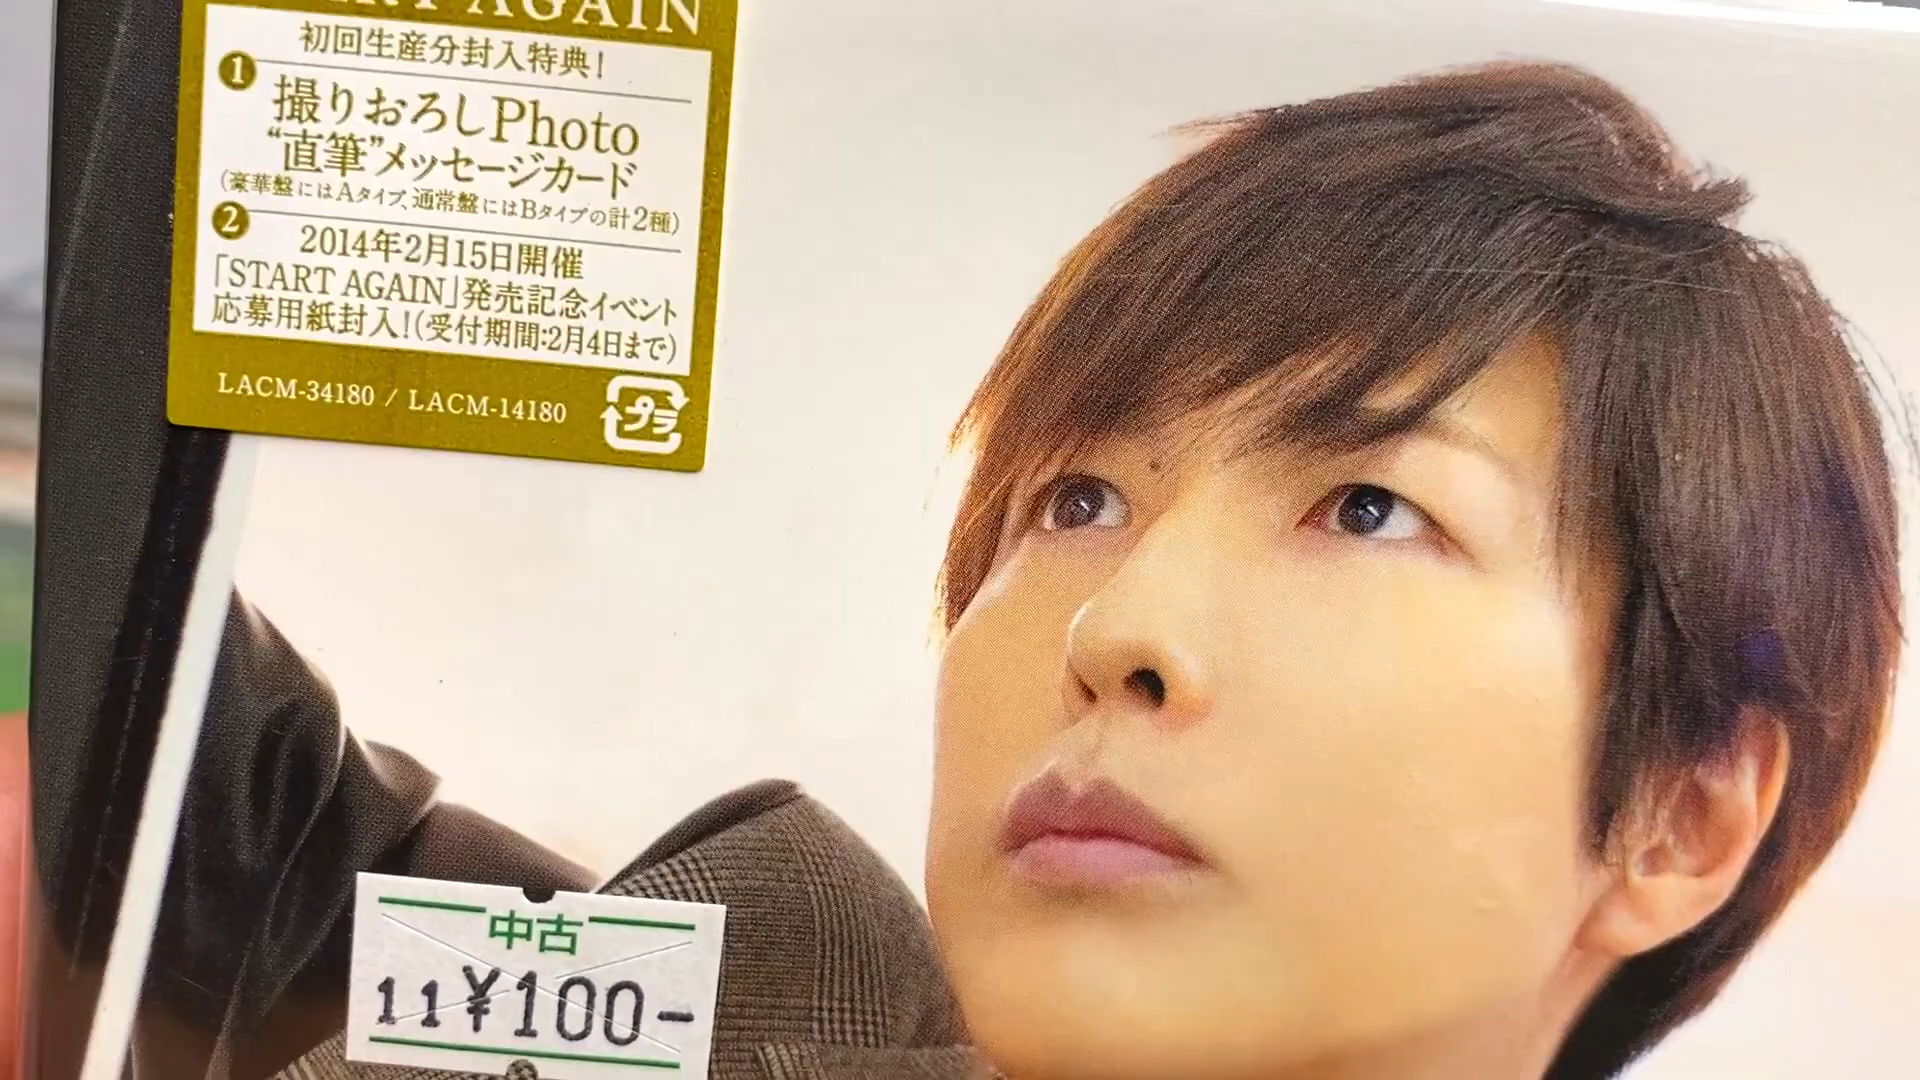 AGAIN
初回生産分封入特典!
1
撮りおろしPhoto
“直筆”メッセージカード
(豪華盤にはAタイプ、通常盤にはBタイプの計2種)
2
2014年2月15日開催
「START AGAIN」発売記念イベント
応募用紙封入!(受付期間:2月4日まで)
LACM-34180 / LACM-14180
プラ
中古
11 ¥100-